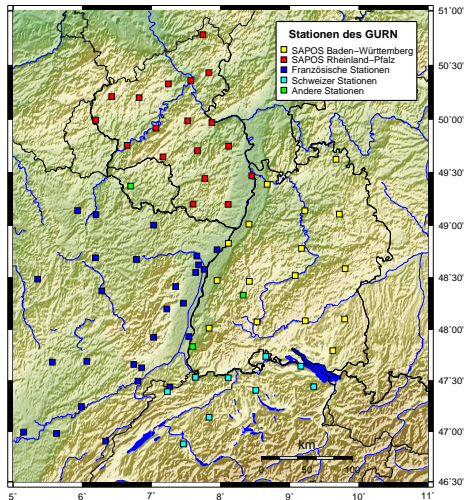 Stationen des GURN
SAPOS Baden−Württemberg
SAPOS Rheinland−Pfalz
Französische Stationen
Schweizer Stationen
Andere Stationen
51˚00'
50˚30'
50˚00'
49˚30'
49˚00'
48˚30'
48˚00'
47˚30'
47˚00'
46˚30'
km
0 50 100
5˚ 6˚ 7˚ 8˚ 9˚ 10˚ 11˚